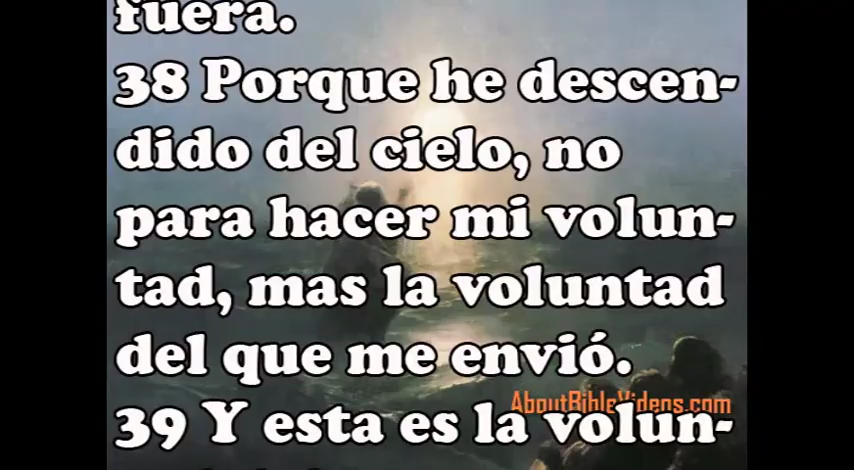 fuera.
38 Porque he descen-
dido del cielo, no
para hacer mi volun-
tad, mas la voluntad
del que me envió.
AboutBibleVideos.com
39 Y esta es la volun-